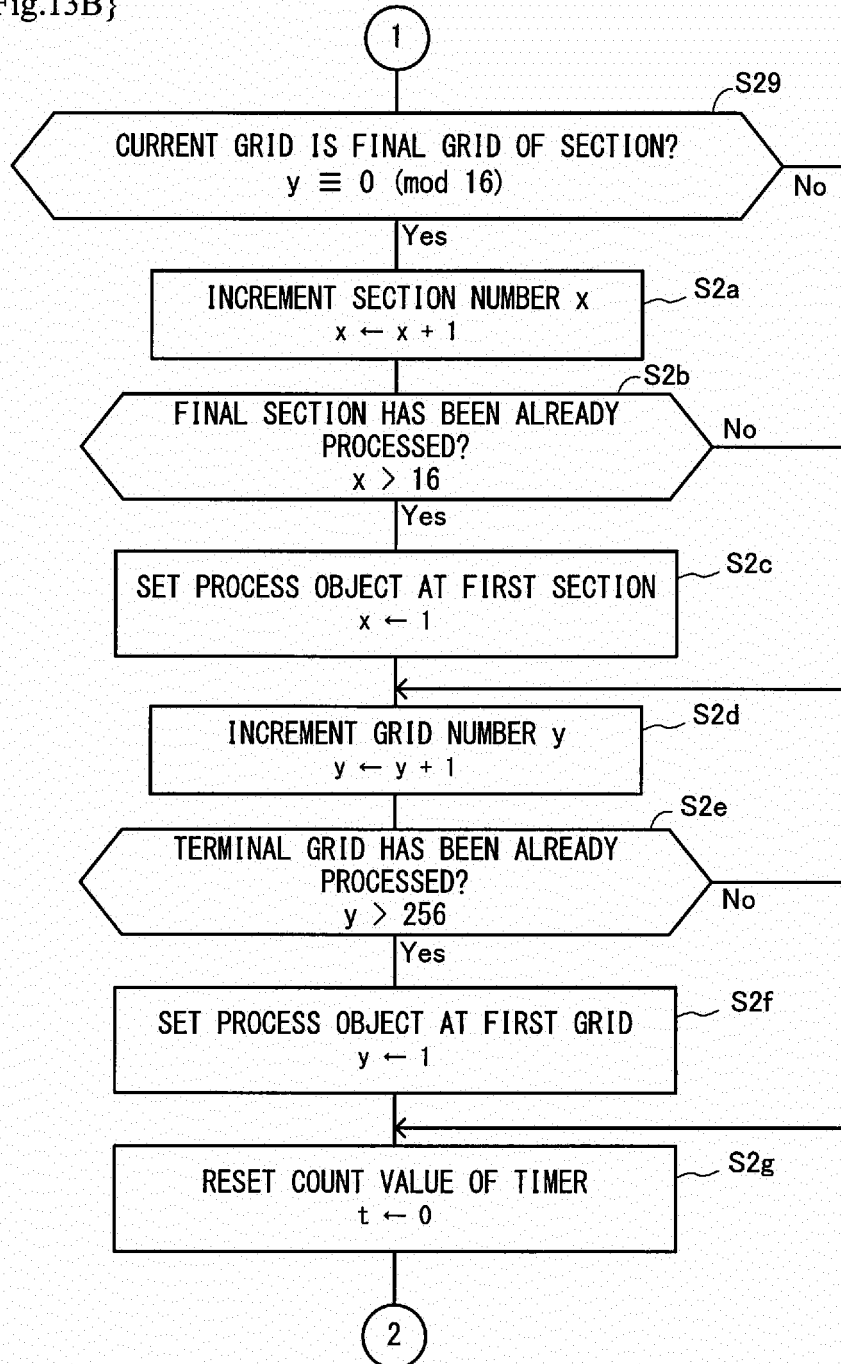 Fig.13B}
1
S29
CURRENT GRID IS FINAL GRID OF SECTION?
y ≡ 0 (mod 16)
No
Yes
INCREMENT SECTION NUMBER x
x ← x + 1
S2a
S2b
FINAL SECTION HAS BEEN ALREADY
PROCESSED?
x > 16
No
Yes
SET PROCESS OBJECT AT FIRST SECTION
x ← 1
S2c
INCREMENT GRID NUMBER y
y ← y + 1
S2d
S2e
TERMINAL GRID HAS BEEN ALREADY
PROCESSED?
y > 256
No
Yes
SET PROCESS OBJECT AT FIRST GRID
y ← 1
S2f
RESET COUNT VALUE OF TIMER
t ← 0
S2g
2